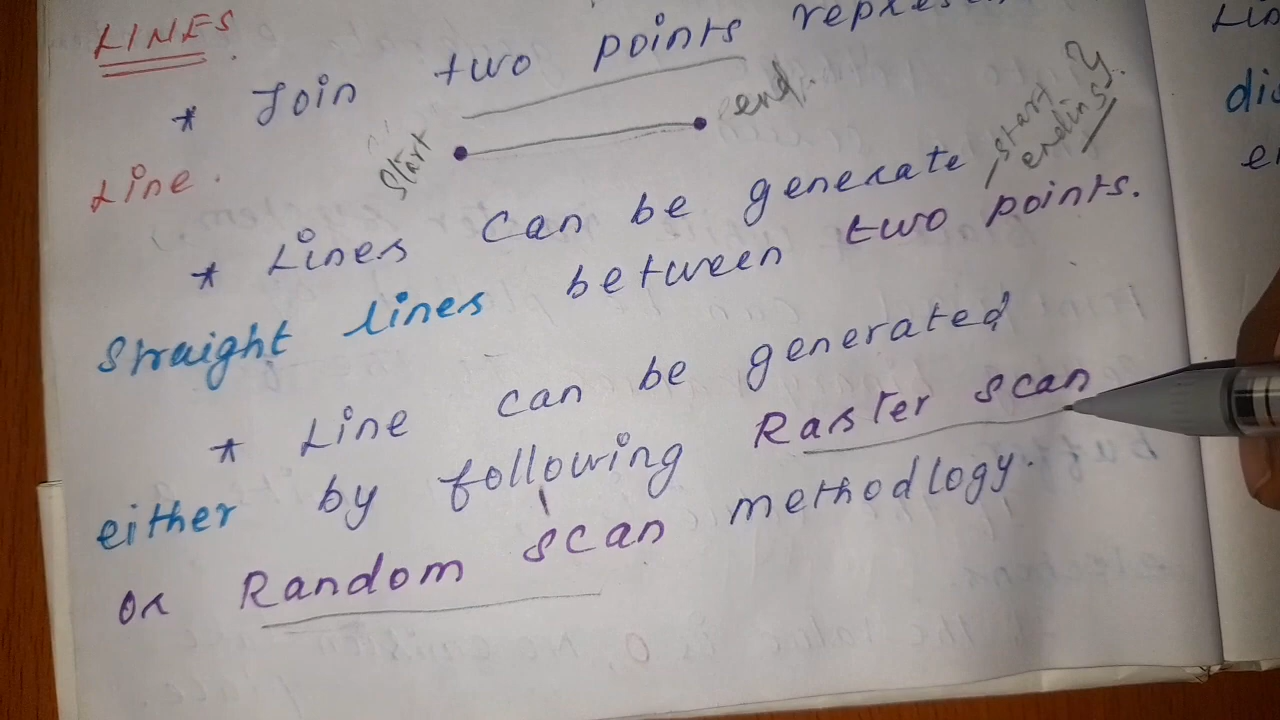 LINES.
* Join two points
Line.
start
end.
* Lines can be generate,
start
ending
straight lines between two points.
* Line can be generated
either by following Raster scan
or Random scan methodlogy.